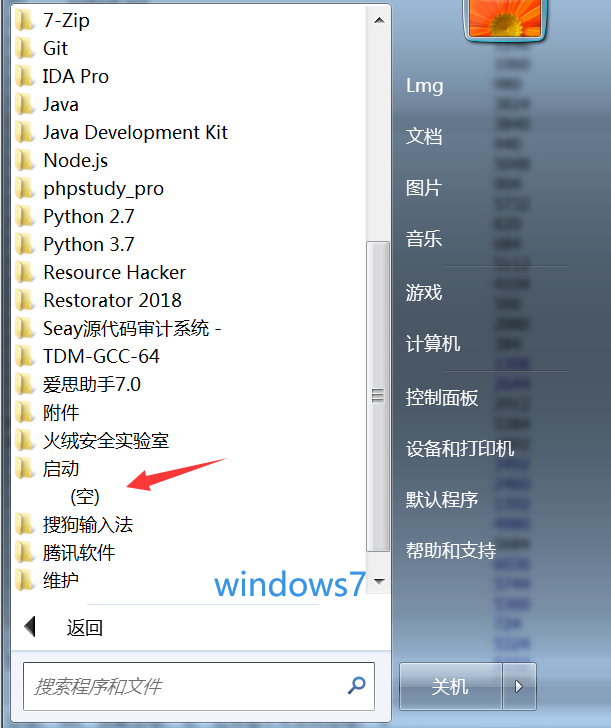 7-Zip
Git
IDA Pro
Java
Java Development Kit
Node.js
phpstudy_pro
Python 2.7
Python 3.7
Resource Hacker
Restorator 2018
Seay源代码审计系统 -
TDM-GCC-64
爱思助手7.0
附件
火绒安全实验室
启动
(空)
搜狗输入法
腾讯软件
维护
windows7
返回
搜索程序和文件
Lmg
文档
图片
音乐
游戏
计算机
控制面板
设备和打印机
默认程序
帮助和支持
关机